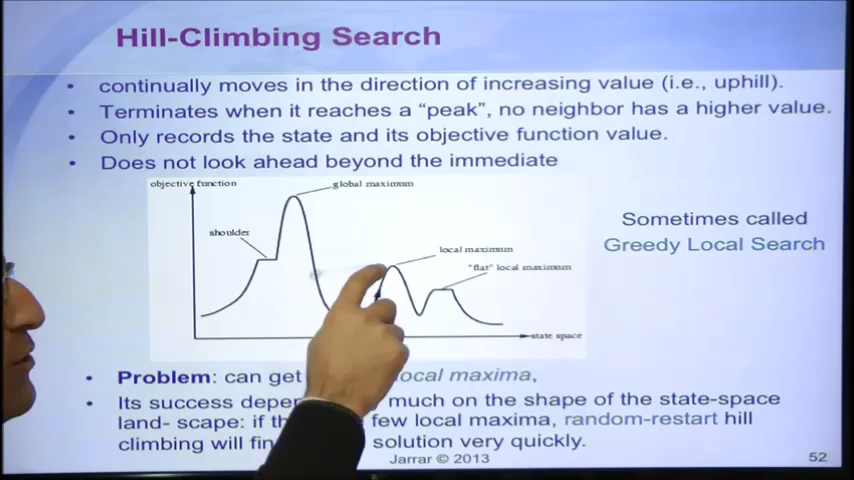 Hill-Climbing Search
• continually moves in the direction of increasing value (i.e., uphill).
• Terminates when it reaches a “peak”, no neighbor has a higher value.
• Only records the state and its objective function value.
• Does not look ahead beyond the immediate
objective function
global maximum
shoulder
local maximum
"flat" local maximum
state space
Sometimes called
Greedy Local Search
• Problem: can get local maxima,
• Its success much on the shape of the state-space
land- scape: if few local maxima, random-restart hill
climbing will solution very quickly.
Jarrar © 2013
52